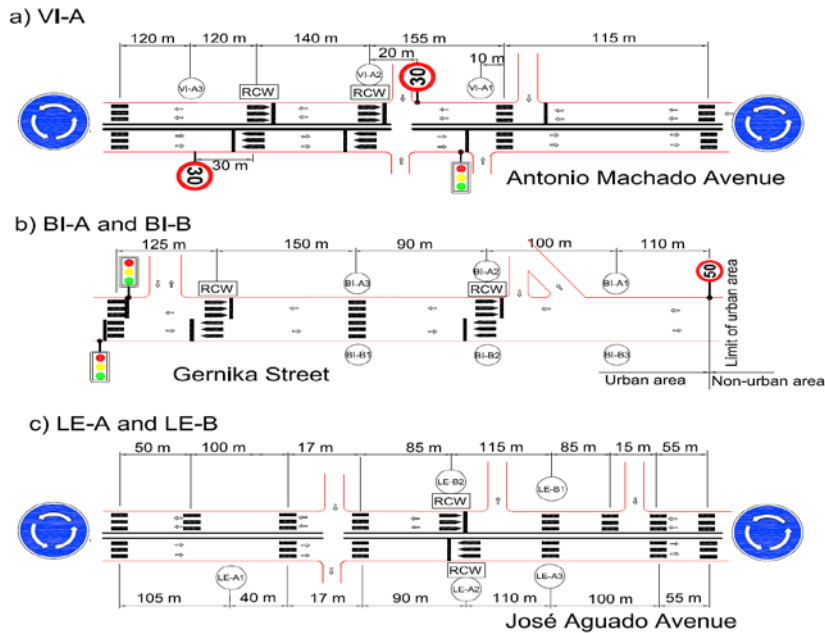 a) VI-A
120 m 120 m 140 m 155 m 115 m
20 m 10 m
VI-A3 RCW VI-A2 RCW 30 VI-A1
30 30 m
Antonio Machado Avenue
b) BI-A and BI-B
125 m 150 m 90 m 100 m 110 m
RCW BI-A3 BI-A2 RCW BI-A1 50
Limit of urban area
BI-B1 BI-B2 BI-B3
Gernika Street
Urban area Non-urban area
c) LE-A and LE-B
50 m 100 m 17 m 85 m 115 m 85 m 15 m 55 m
LE-B2 RCW LE-B1
LE-A1 RCW LE-A2 LE-A3
105 m 40 m 17 m 90 m 110 m 100 m 55 m
José Aguado Avenue